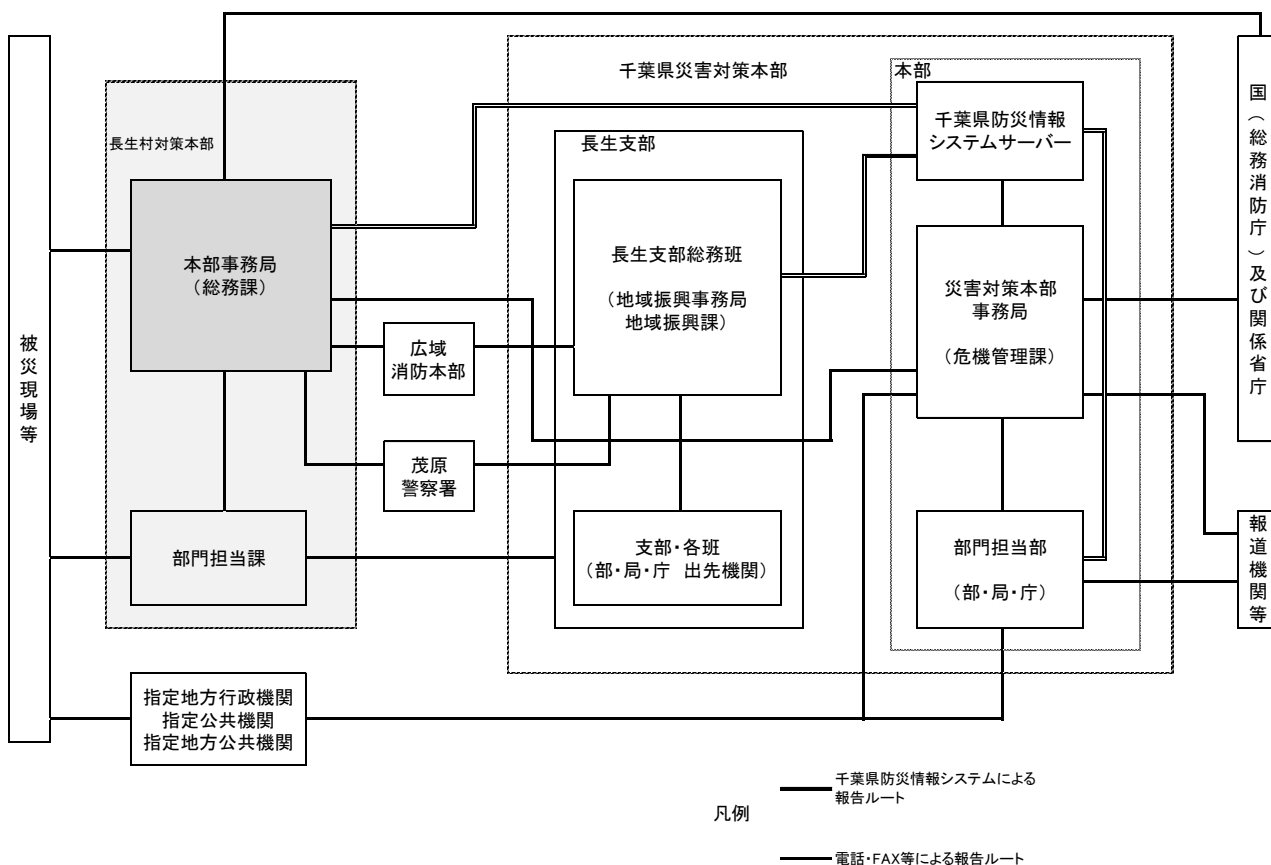 千葉県災害対策本部
本部
長生村対策本部
長生支部
千葉県防災情報
システムサーバー
本部事務局
(総務課)
長生支部総務班
(地域振興事務局
地域振興課)
災害対策本部
事務局
(危機管理課)
国(総務消防庁)及び関係省庁
被災現場等
広域
消防本部
茂原
警察署
部門担当課
支部・各班
(部・局・庁 出先機関)
部門担当部
(部・局・庁)
報道機関等
指定地方行政機関
指定公共機関
指定地方公共機関
凡例
千葉県防災情報システムによる
報告ルート
電話・FAX等による報告ルート